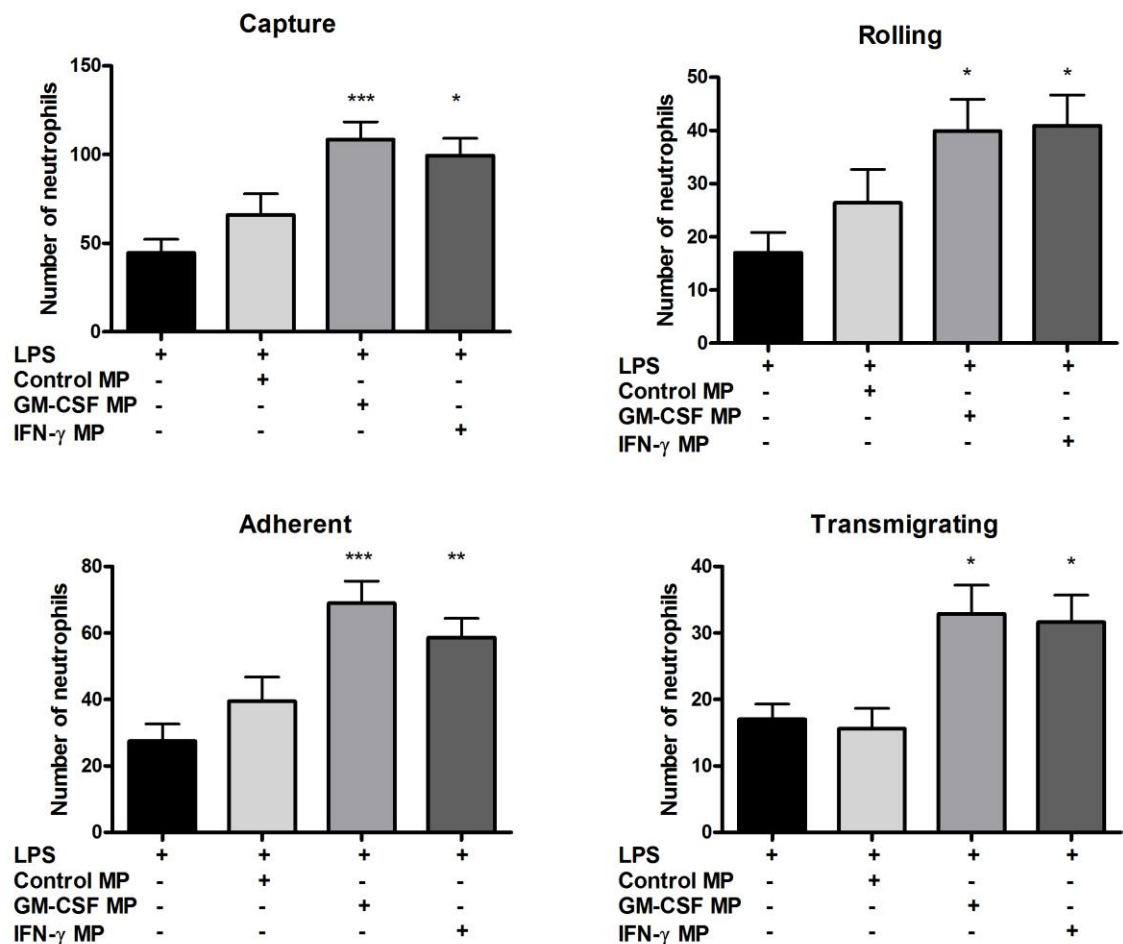 Capture
Number of neutrophils
150
100
50
0
*** *
LPS + + + +
Control MP - + - -
GM-CSF MP - - + -
IFN-γ MP - - - +
Rolling
Number of neutrophils
50
40
30
20
10
0
* *
LPS + + + +
Control MP - + - -
GM-CSF MP - - + -
IFN-γ MP - - - +
Adherent
Number of neutrophils
80
60
40
20
0
*** **
LPS + + + +
Control MP - + - -
GM-CSF MP - - + -
IFN-γ MP - - - +
Transmigrating
Number of neutrophils
40
30
20
10
0
* *
LPS + + + +
Control MP - + - -
GM-CSF MP - - + -
IFN-γ MP - - - +